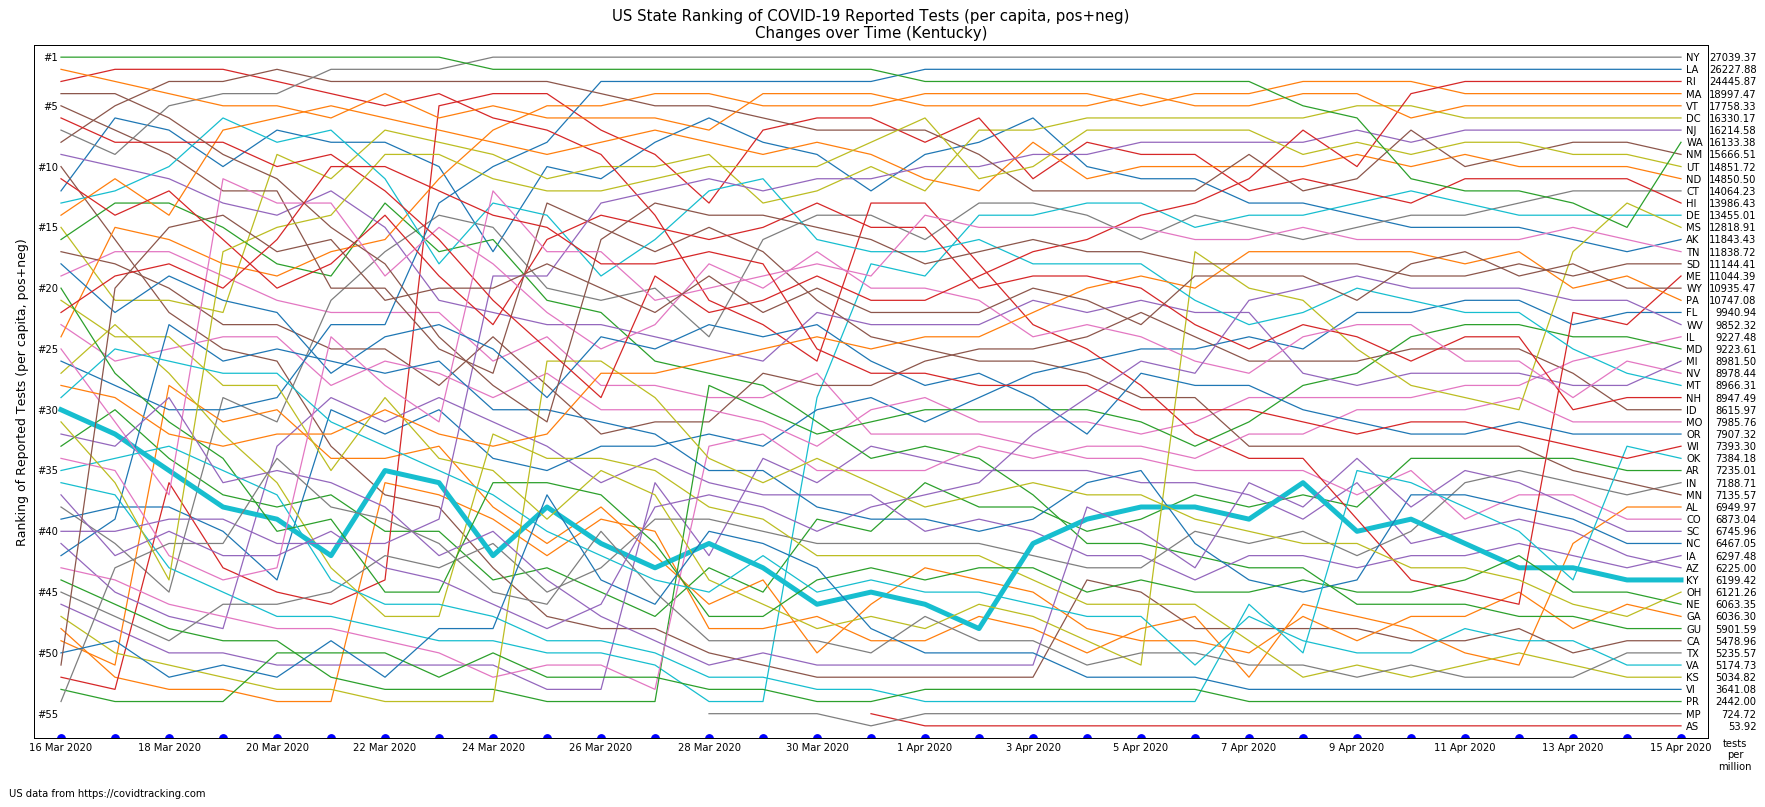 US State Ranking of COVID-19 Reported Tests (per capita, pos+neg)
Changes over Time (Kentucky)
Ranking of Reported Tests (per capita, pos+neg)
#1
#5
#10
#15
#20
#25
#30
#35
#40
#45
#50
#55
NY 27039.37
LA 26227.88
RI 24445.87
MA 18997.47
VT 17758.33
DC 16330.17
NJ 16214.58
WA 16133.38
NM 15666.51
UT 14851.72
ND 14850.50
CT 14064.23
HI 13986.43
DE 13455.01
MS 12818.91
AK 11843.43
TN 11838.72
SD 11144.41
ME 11044.39
WY 10935.47
PA 10747.08
FL 9940.94
WV 9852.32
IL 9227.48
MD 9223.61
MI 8981.50
NV 8978.44
MT 8966.31
NH 8947.49
ID 8615.97
MO 7985.76
OR 7907.32
WI 7393.30
OK 7384.18
AR 7235.01
IN 7188.71
MN 7135.57
AL 6949.97
CO 6873.04
SC 6745.96
NC 6467.05
IA 6297.48
AZ 6225.00
KY 6199.42
OH 6121.26
NE 6063.35
GA 6036.30
GU 5901.59
CA 5478.96
TX 5235.57
VA 5174.73
KS 5034.82
VI 3641.08
PR 2442.00
MP 724.72
AS 53.92
16 Mar 2020 18 Mar 2020 20 Mar 2020 22 Mar 2020 24 Mar 2020 26 Mar 2020 28 Mar 2020 30 Mar 2020 1 Apr 2020 3 Apr 2020 5 Apr 2020 7 Apr 2020 9 Apr 2020 11 Apr 2020 13 Apr 2020 15 Apr 2020
tests
per
million
US data from https://covidtracking.com